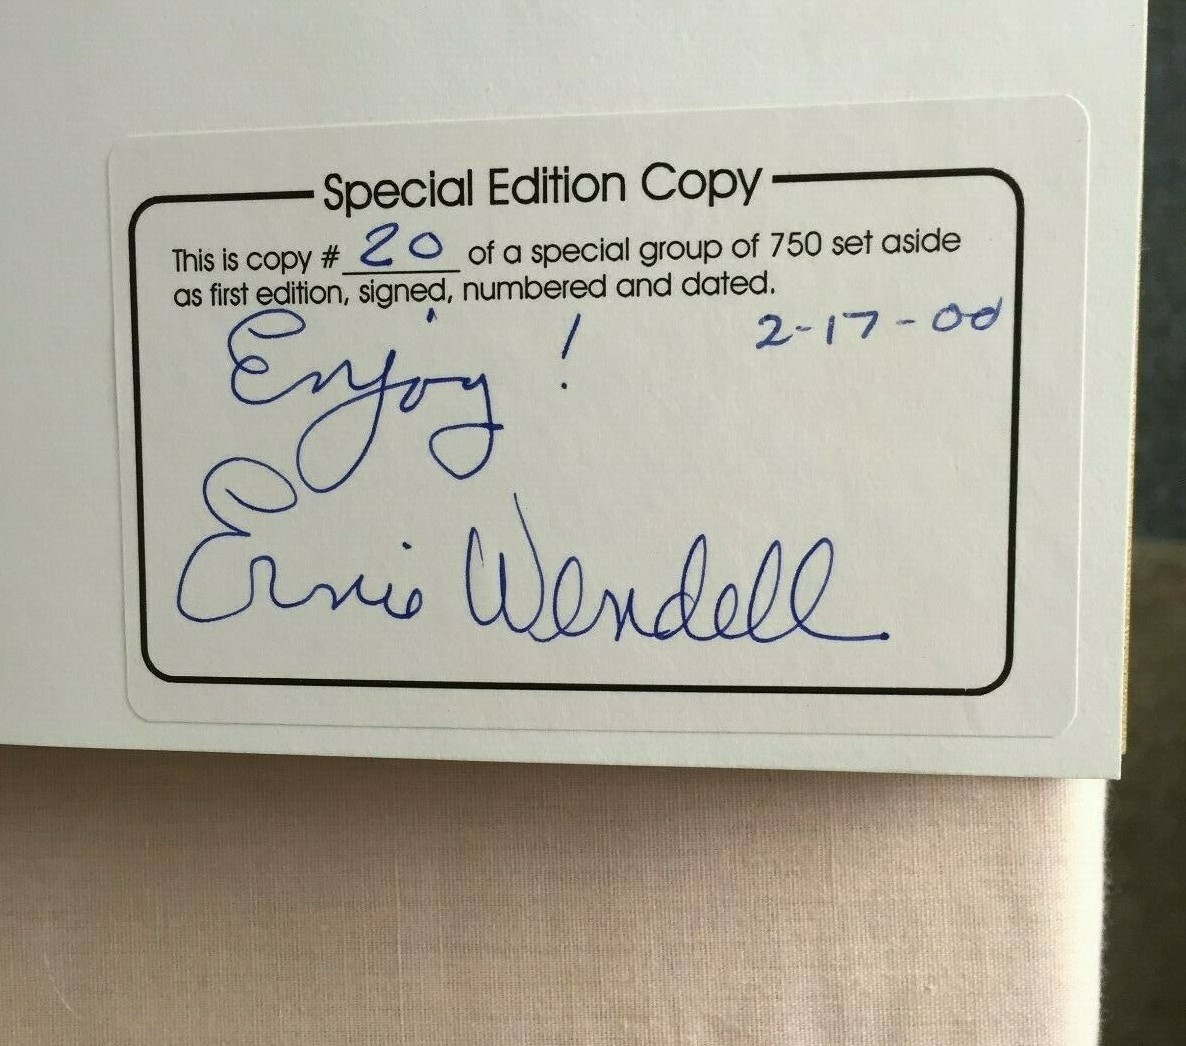 Special Edition Copy
This is copy # 20 of a special group of 750 set aside
as first edition, signed, numbered and dated.
2-17-00
Enjoy!
Ernie Wendell